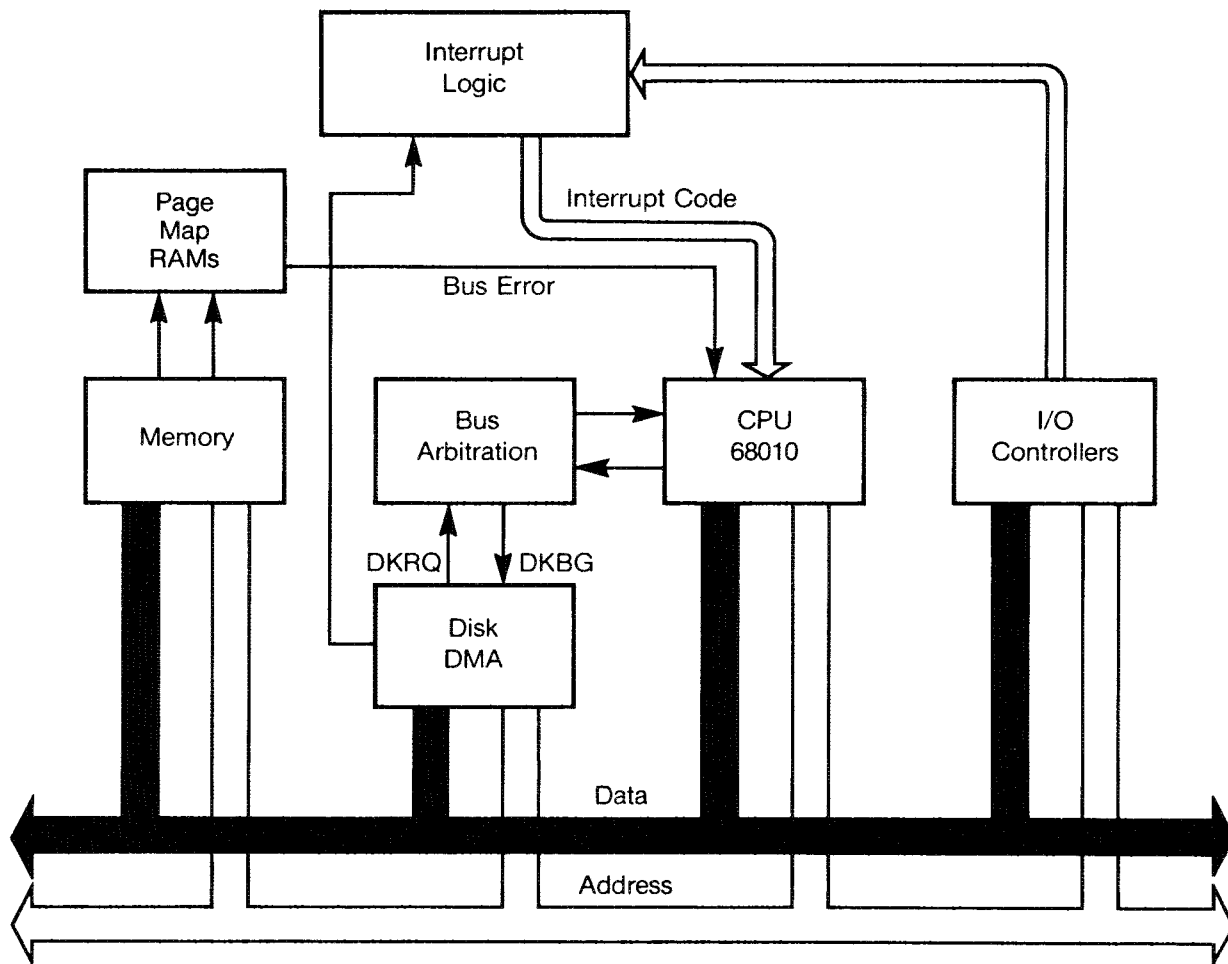 Interrupt
Logic
Interrupt Code
Page
Map
RAMs
Bus Error
Memory
Bus
Arbitration
CPU
68010
I/O
Controllers
DKRQ
DKBG
Disk
DMA
Data
Address